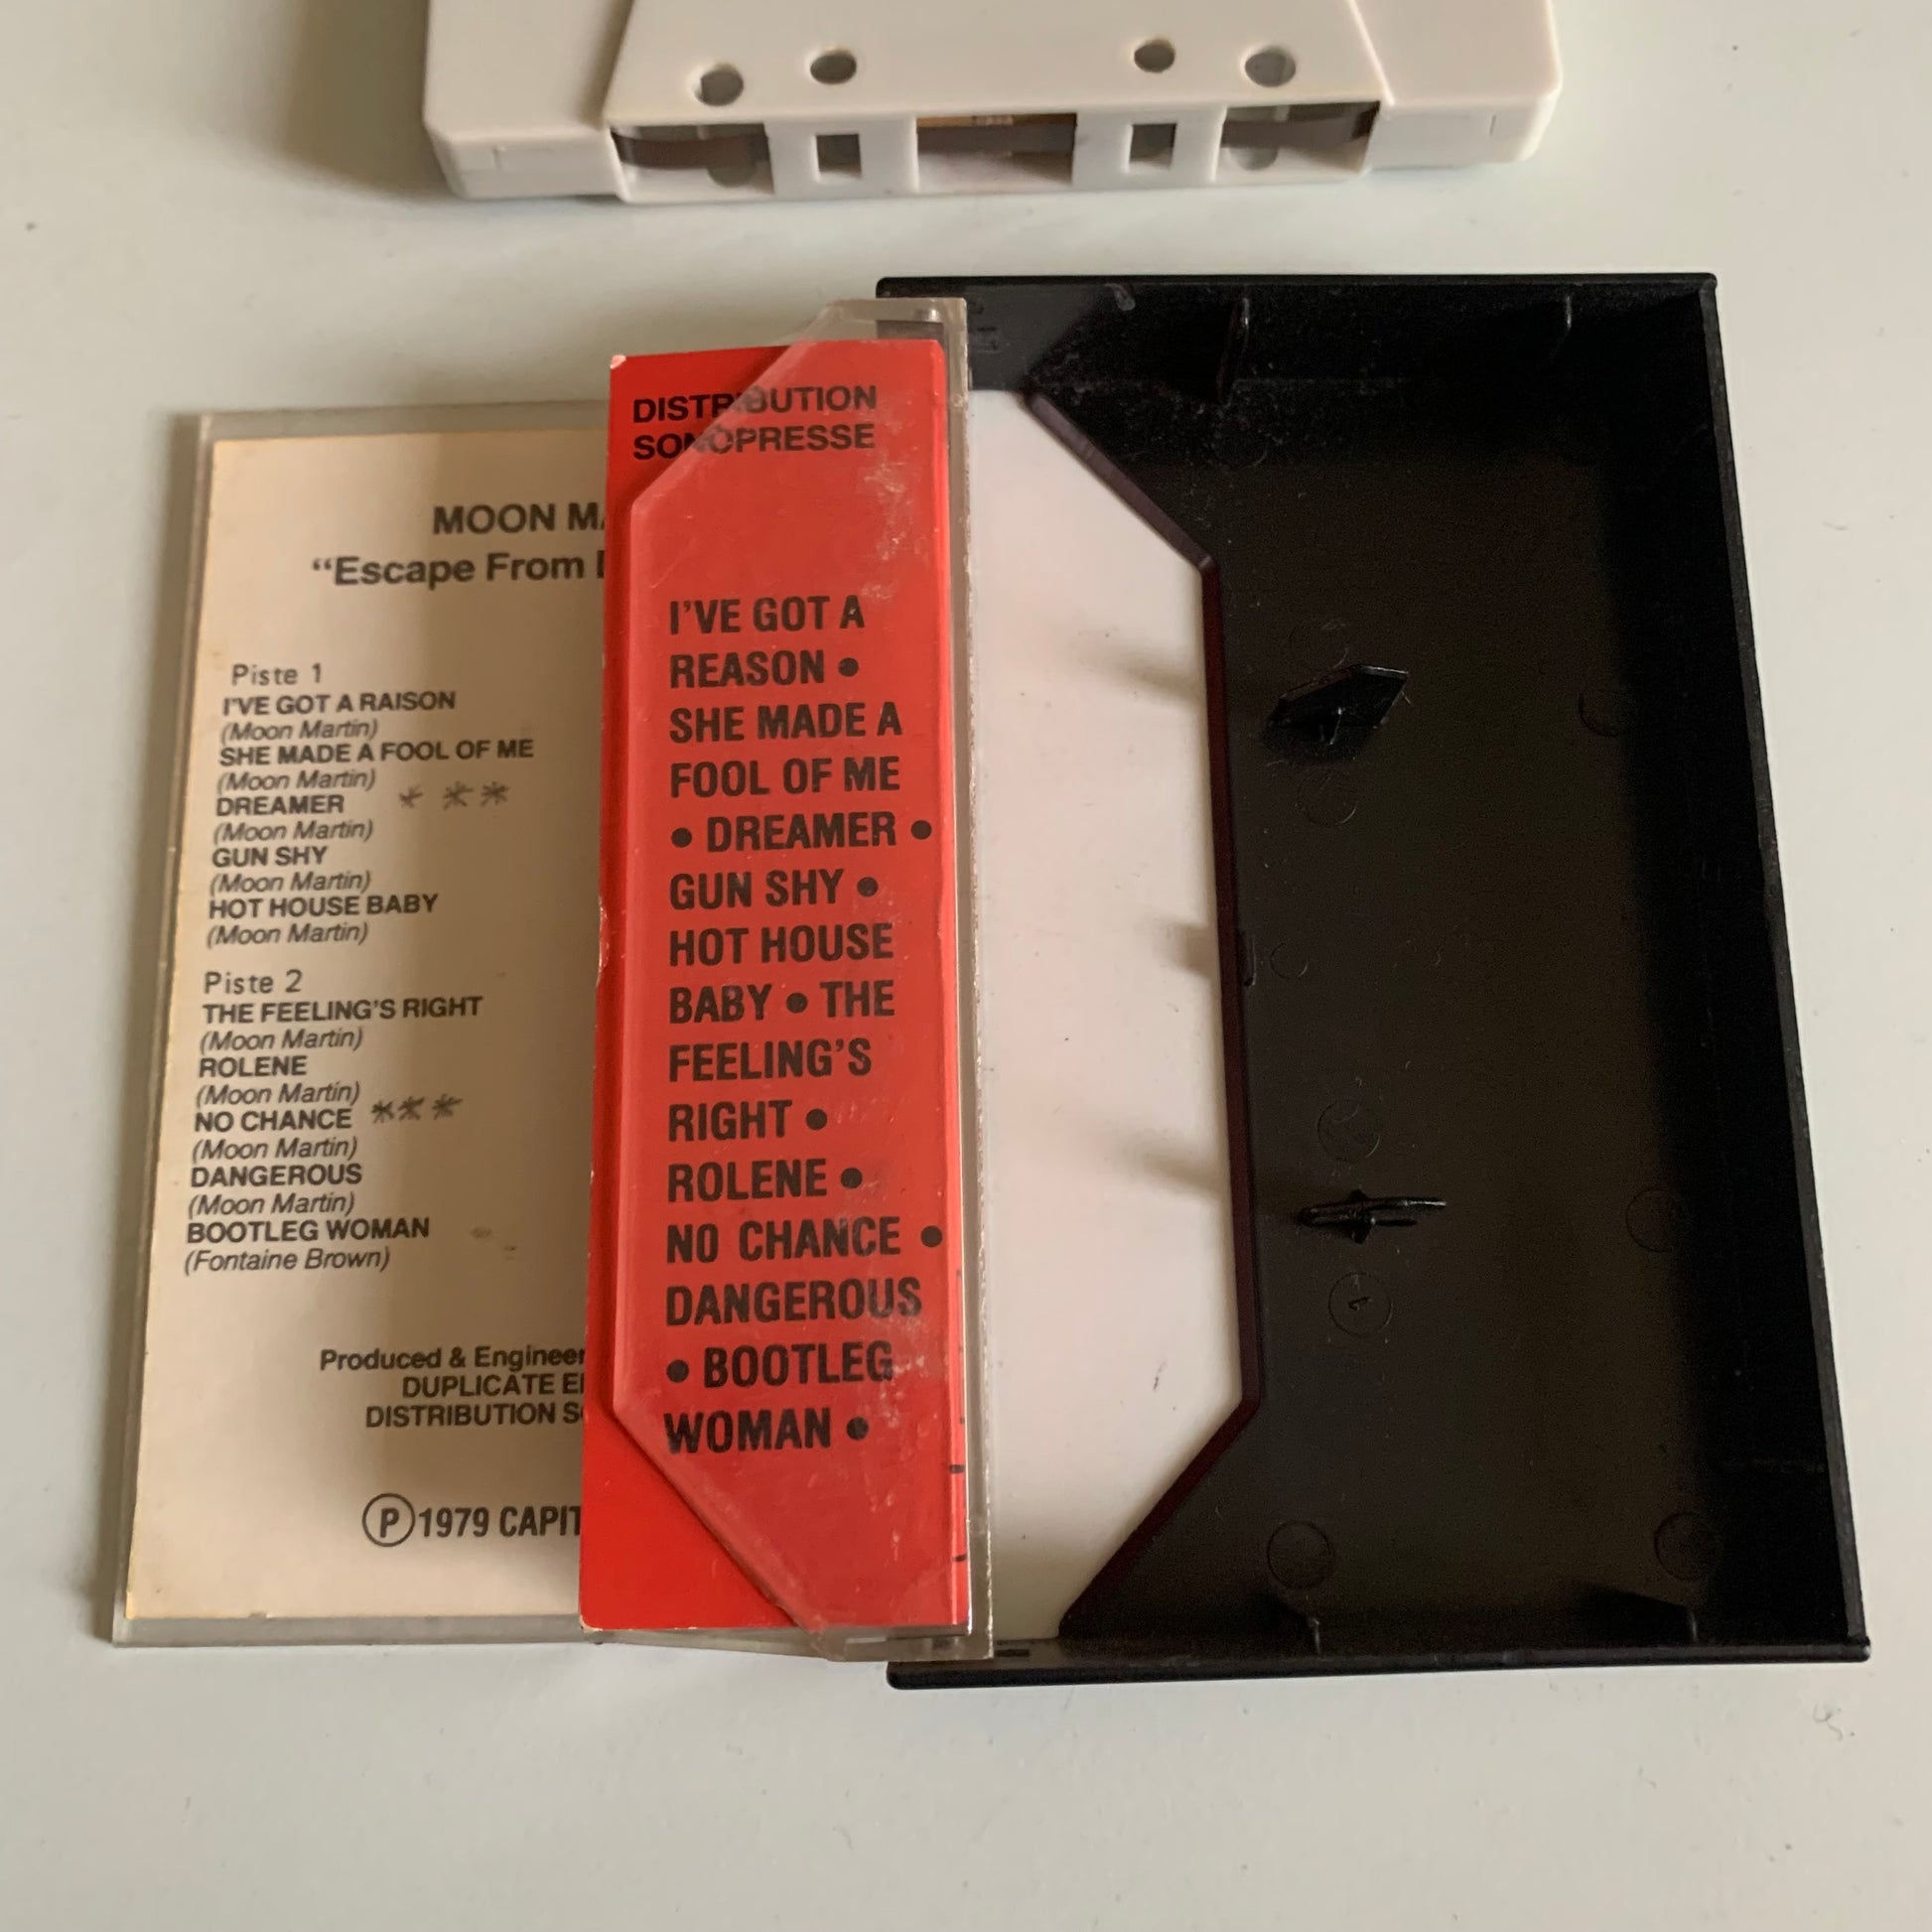 MOON MA
“Escape From
Piste 1
I'VE GOT A RAISON
(Moon Martin)
SHE MADE A FOOL OF ME
(Moon Martin)
DREAMER * **
(Moon Martin)
GUN SHY
(Moon Martin)
HOT HOUSE BABY
(Moon Martin)
Piste 2
THE FEELING'S RIGHT
(Moon Martin)
ROLENE
(Moon Martin)
NO CHANCE ***
(Moon Martin)
DANGEROUS
(Moon Martin)
BOOTLEG WOMAN
(Fontaine Brown)
Produced & Engineer
DUPLICATE
DISTRIBUTION
Ⓟ1979 CAPIT
DISTRIBUTION
SONOPRESSE
I'VE GOT A
REASON •
SHE MADE A
FOOL OF ME
• DREAMER •
GUN SHY •
HOT HOUSE
BABY • THE
FEELING'S
RIGHT •
ROLENE •
NO CHANCE •
DANGEROUS
• BOOTLEG
WOMAN •